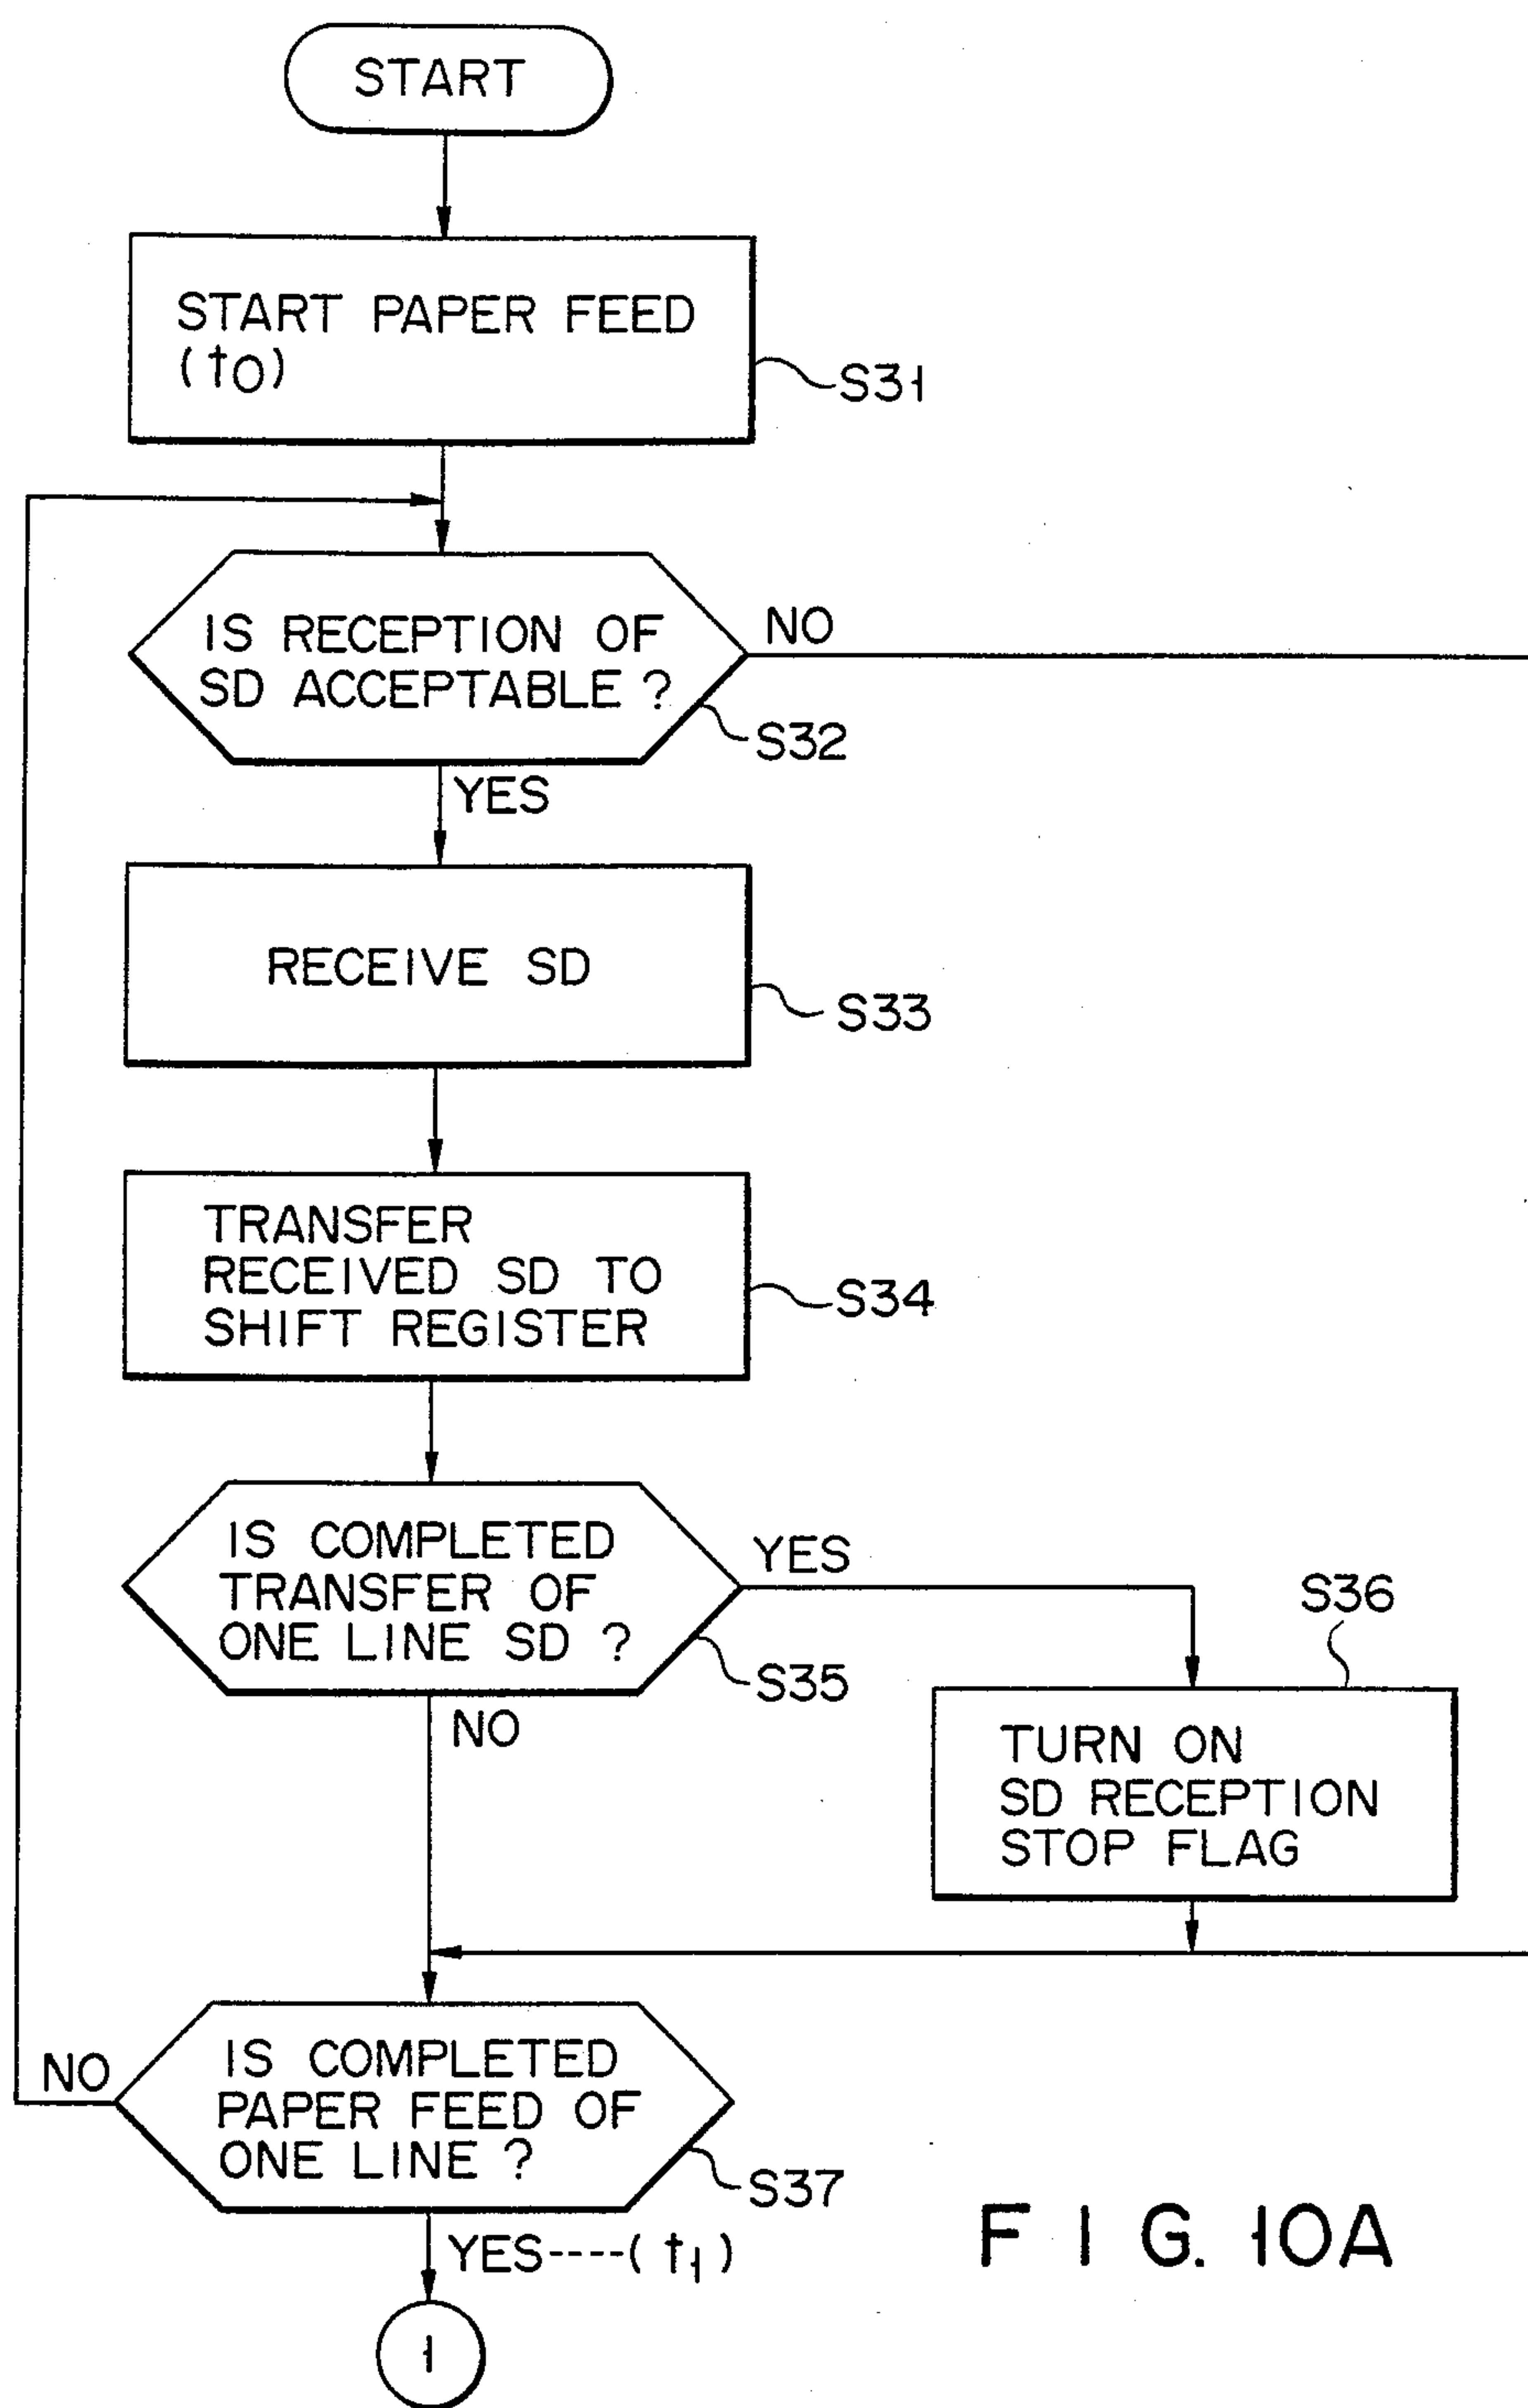 START
START PAPER FEED
(t0)
S31
IS RECEPTION OF
SD ACCEPTABLE ?
NO
S32
YES
RECEIVE SD
S33
TRANSFER
RECEIVED SD TO
SHIFT REGISTER
S34
IS COMPLETED
TRANSFER OF
ONE LINE SD ?
YES
S35
S36
NO
TURN ON
SD RECEPTION
STOP FLAG
IS COMPLETED
PAPER FEED OF
ONE LINE ?
NO
S37
YES----( t1 )
1
F I G. 10A